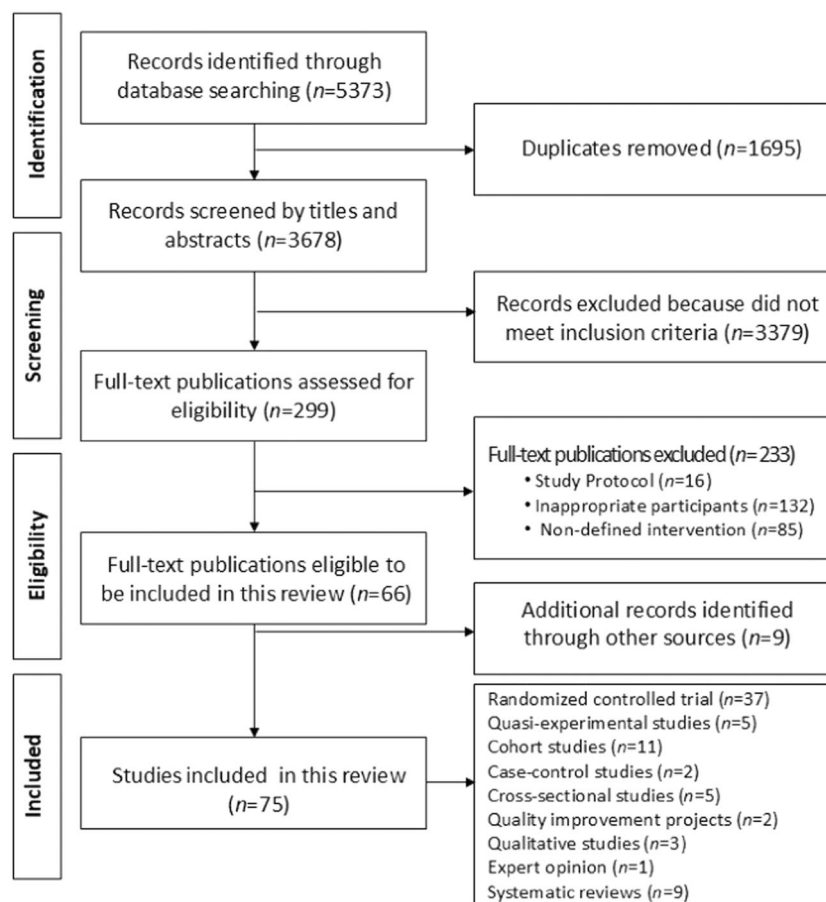 Identification
Records identified through
database searching (n=5373)
Duplicates removed (n=1695)
Records screened by titles and
abstracts (n=3678)
Screening
Records excluded because did not
meet inclusion criteria (n=3379)
Full-text publications assessed for
eligibility (n=299)
Full-text publications excluded (n=233)
• Study Protocol (n=16)
• Inappropriate participants (n=132)
• Non-defined intervention (n=85)
Eligibility
Full-text publications eligible to
be included in this review (n=66)
Additional records identified
through other sources (n=9)
Included
Studies included in this review
(n=75)
Randomized controlled trial (n=37)
Quasi-experimental studies (n=5)
Cohort studies (n=11)
Case-control studies (n=2)
Cross-sectional studies (n=5)
Quality improvement projects (n=2)
Qualitative studies (n=3)
Expert opinion (n=1)
Systematic reviews (n=9)